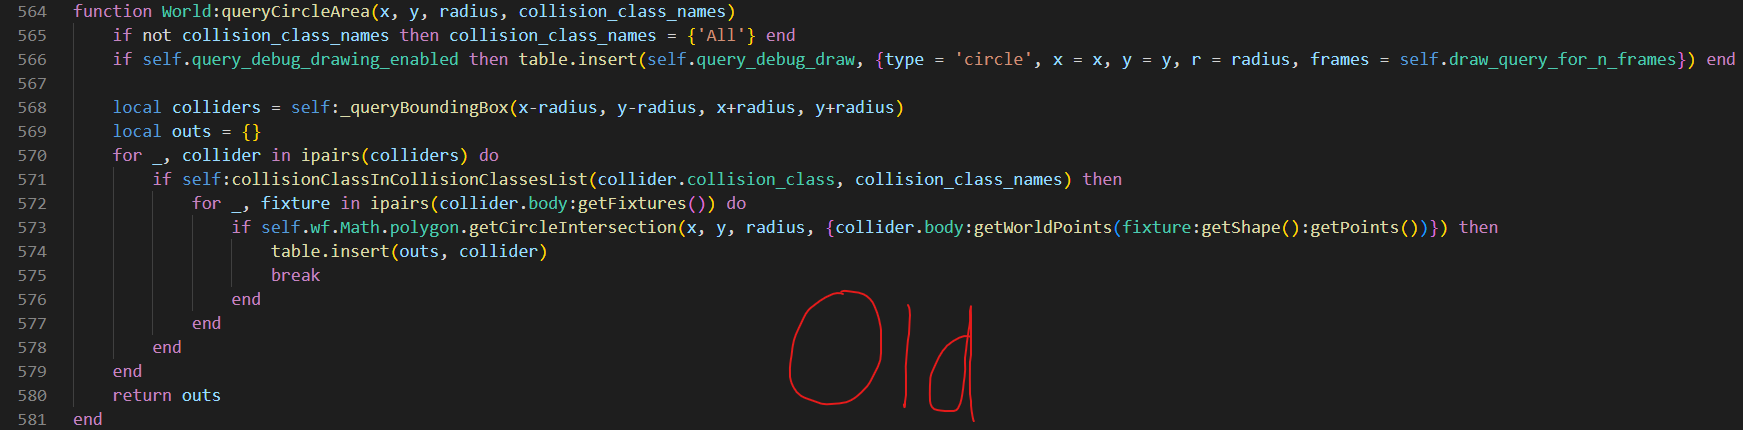 564 function World:queryCircleArea(x, y, radius, collision_class_names)
565     if not collision_class_names then collision_class_names = {'All'} end
566     if self.query_debug_drawing_enabled then table.insert(self.query_debug_draw, {type = 'circle', x = x, y = y, r = radius, frames = self.draw_query_for_n_frames}) end
567
568     local colliders = self:_queryBoundingBox(x-radius, y-radius, x+radius, y+radius)
569     local outs = {}
570     for _, collider in ipairs(colliders) do
571         if self:collisionClassInCollisionClassesList(collider.collision_class, collision_class_names) then
572             for _, fixture in ipairs(collider.body:getFixtures()) do
573                 if self.wf.Math.polygon.getCircleIntersection(x, y, radius, {collider.body:getWorldPoints(fixture:getShape():getPoints())}) then
574                     table.insert(outs, collider)
575                     break
576                 end
577             end
578         end
579     end
580     return outs
581 end
Old